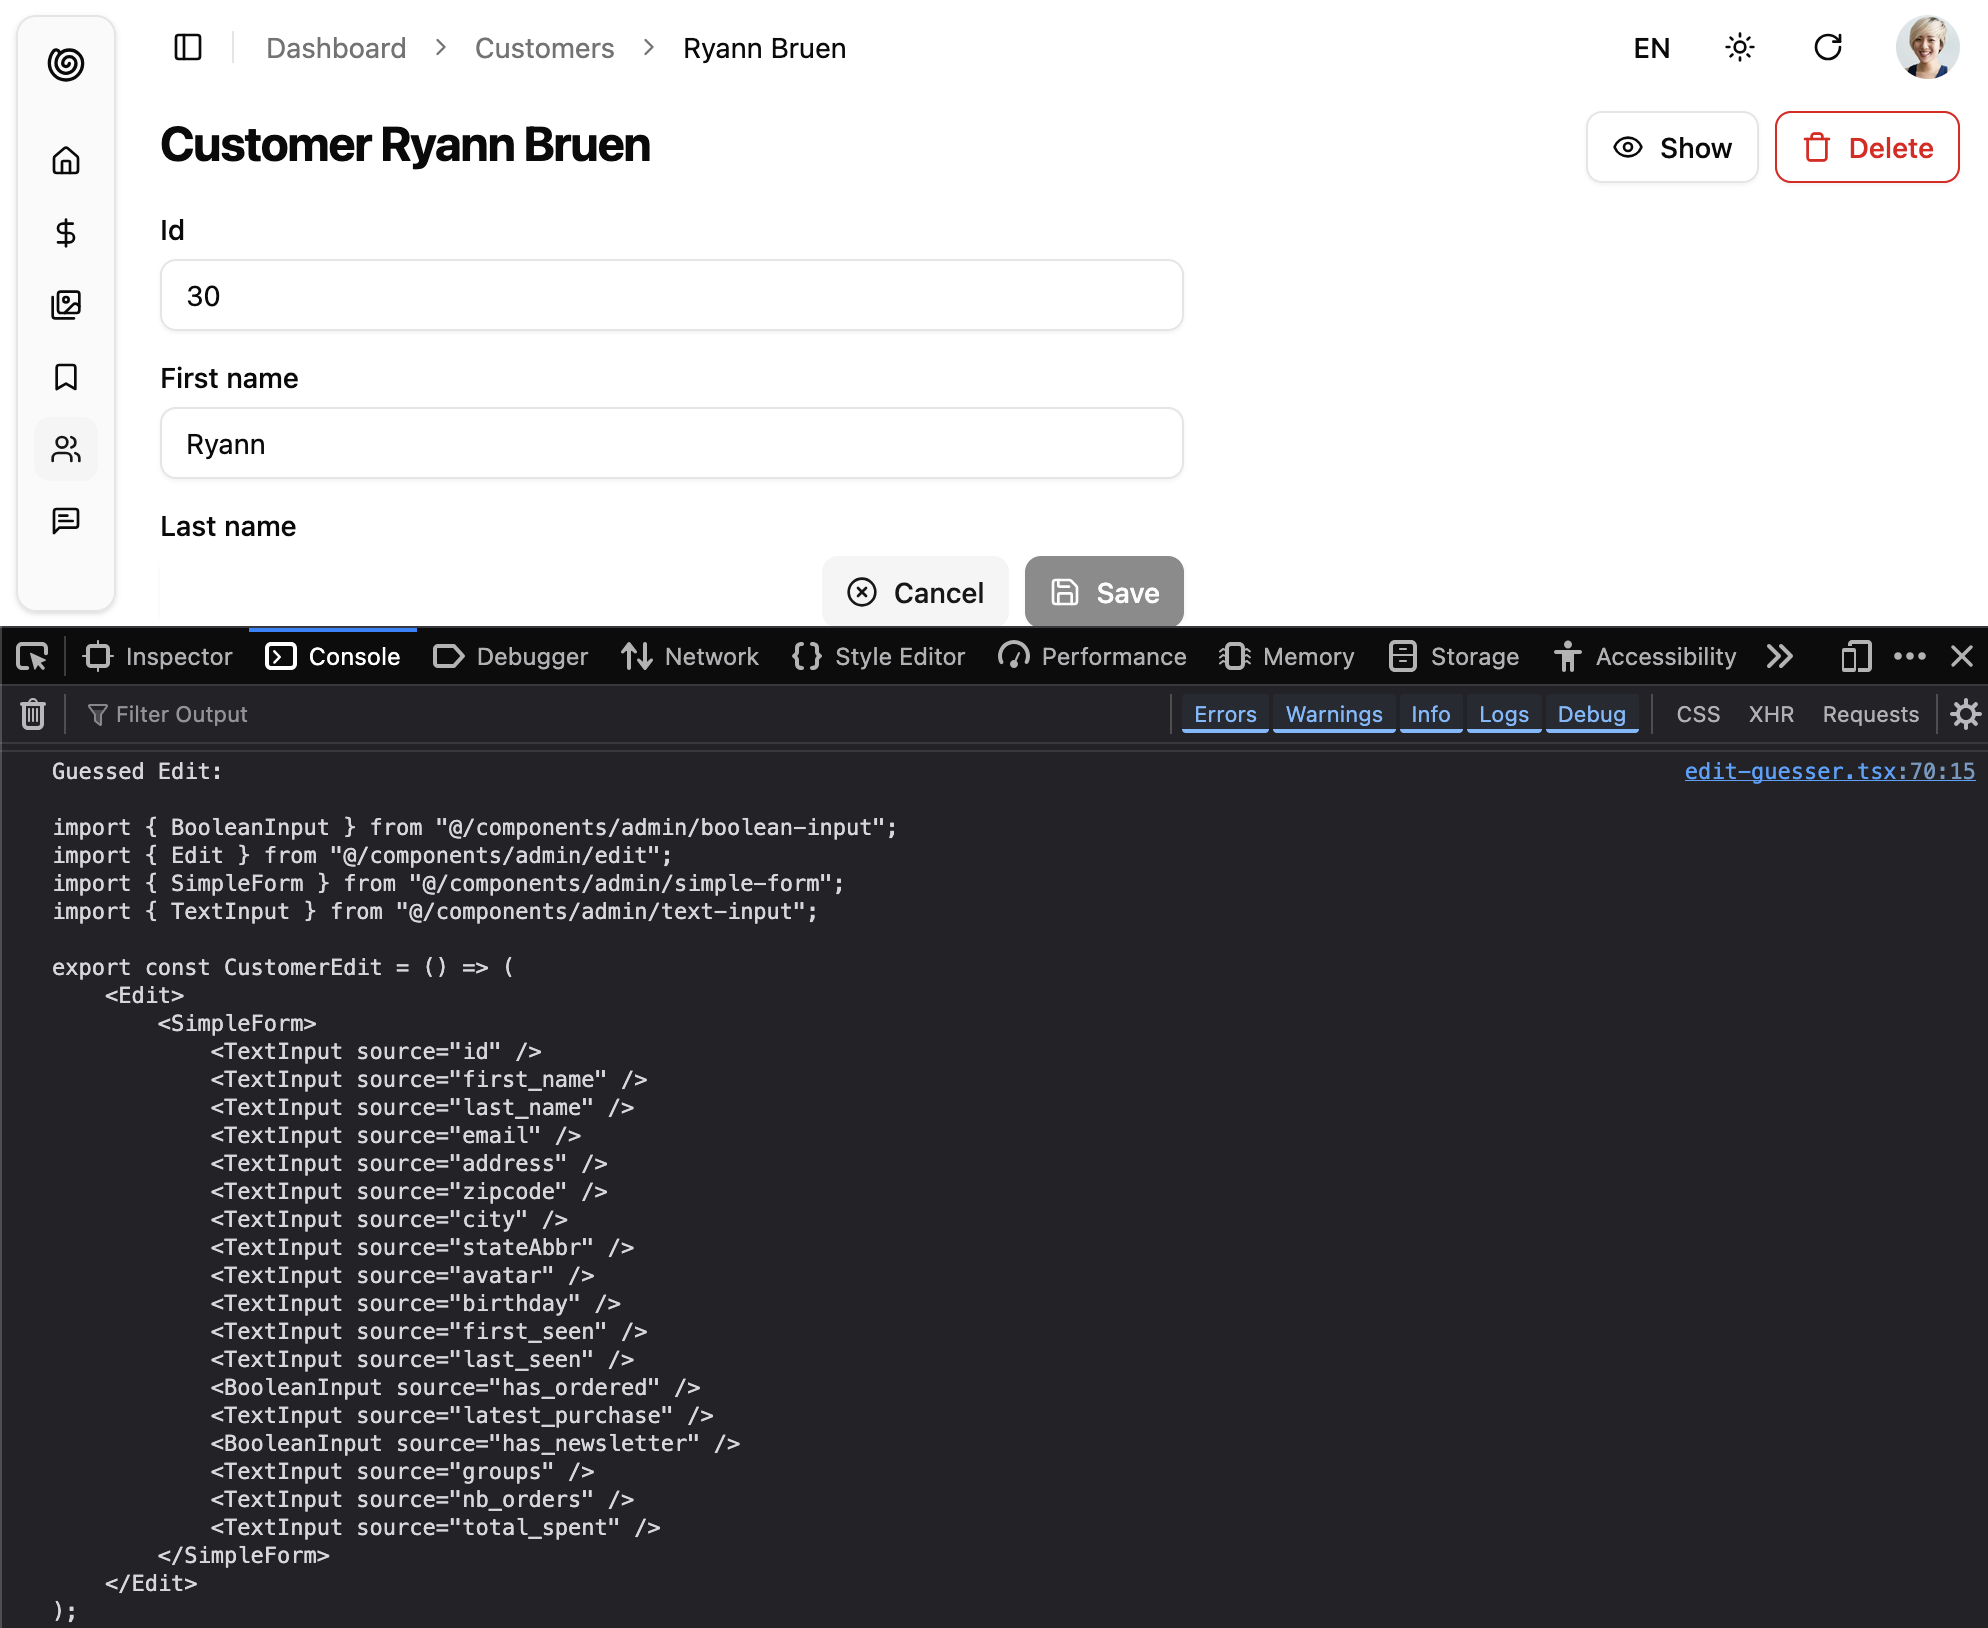 Dashboard > Customers > Ryann Bruen EN
Customer Ryann Bruen
Show Delete
Id
30
First name
Ryann
Last name
Cancel Save
Inspector Console Debugger Network Style Editor Performance Memory Storage Accessibility
Filter Output Errors Warnings Info Logs Debug CSS XHR Requests
Guessed Edit: edit-guesser.tsx:70:15
import { BooleanInput } from "@/components/admin/boolean-input";
import { Edit } from "@/components/admin/edit";
import { SimpleForm } from "@/components/admin/simple-form";
import { TextInput } from "@/components/admin/text-input";
export const CustomerEdit = () => (
    <Edit>
        <SimpleForm>
            <TextInput source="id" />
            <TextInput source="first_name" />
            <TextInput source="last_name" />
            <TextInput source="email" />
            <TextInput source="address" />
            <TextInput source="zipcode" />
            <TextInput source="city" />
            <TextInput source="stateAbbr" />
            <TextInput source="avatar" />
            <TextInput source="birthday" />
            <TextInput source="first_seen" />
            <TextInput source="last_seen" />
            <BooleanInput source="has_ordered" />
            <TextInput source="latest_purchase" />
            <BooleanInput source="has_newsletter" />
            <TextInput source="groups" />
            <TextInput source="nb_orders" />
            <TextInput source="total_spent" />
        </SimpleForm>
    </Edit>
);